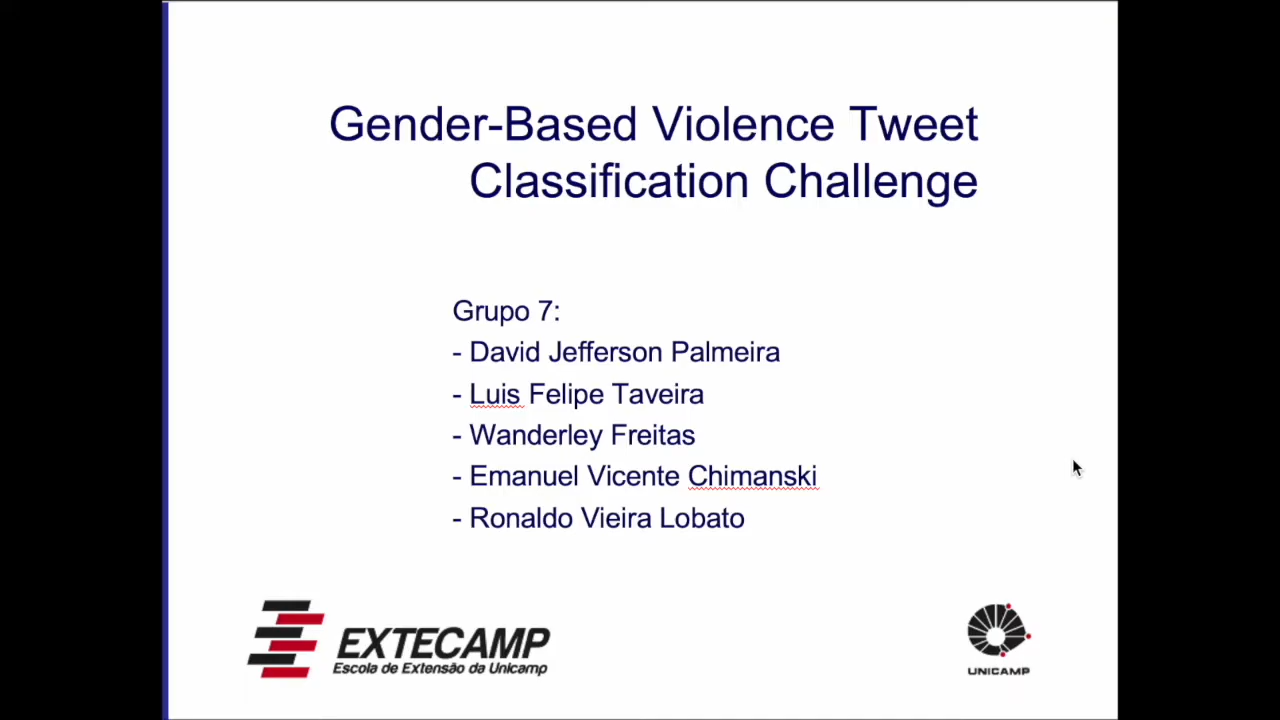 Gender-Based Violence Tweet
Classification Challenge
Grupo 7:
- David Jefferson Palmeira
- Luis Felipe Taveira
- Wanderley Freitas
- Emanuel Vicente Chimanski
- Ronaldo Vieira Lobato
EXTECAMP
Escola de Extensão da Unicamp
UNICAMP